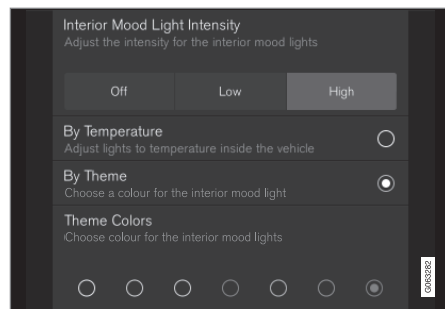 Interior Mood Light Intensity
Adjust the intensity for the interior mood lights
Off Low High
By Temperature
Adjust lights to temperature inside the vehicle
By Theme
Choose a colour for the interior mood light
Theme Colors
Choose colour for the interior mood lights
G063282